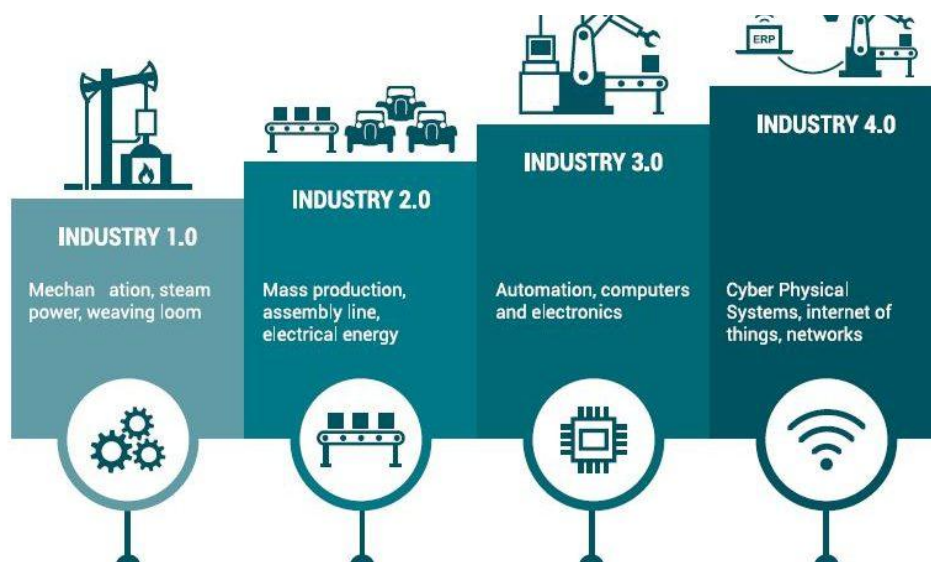 ERP
INDUSTRY 4.0
INDUSTRY 3.0
INDUSTRY 2.0
INDUSTRY 1.0
Mechan ation, steam
power, weaving loom
Mass production,
assembly line,
electrical energy
Automation, computers
and electronics
Cyber Physical
Systems, internet of
things, networks